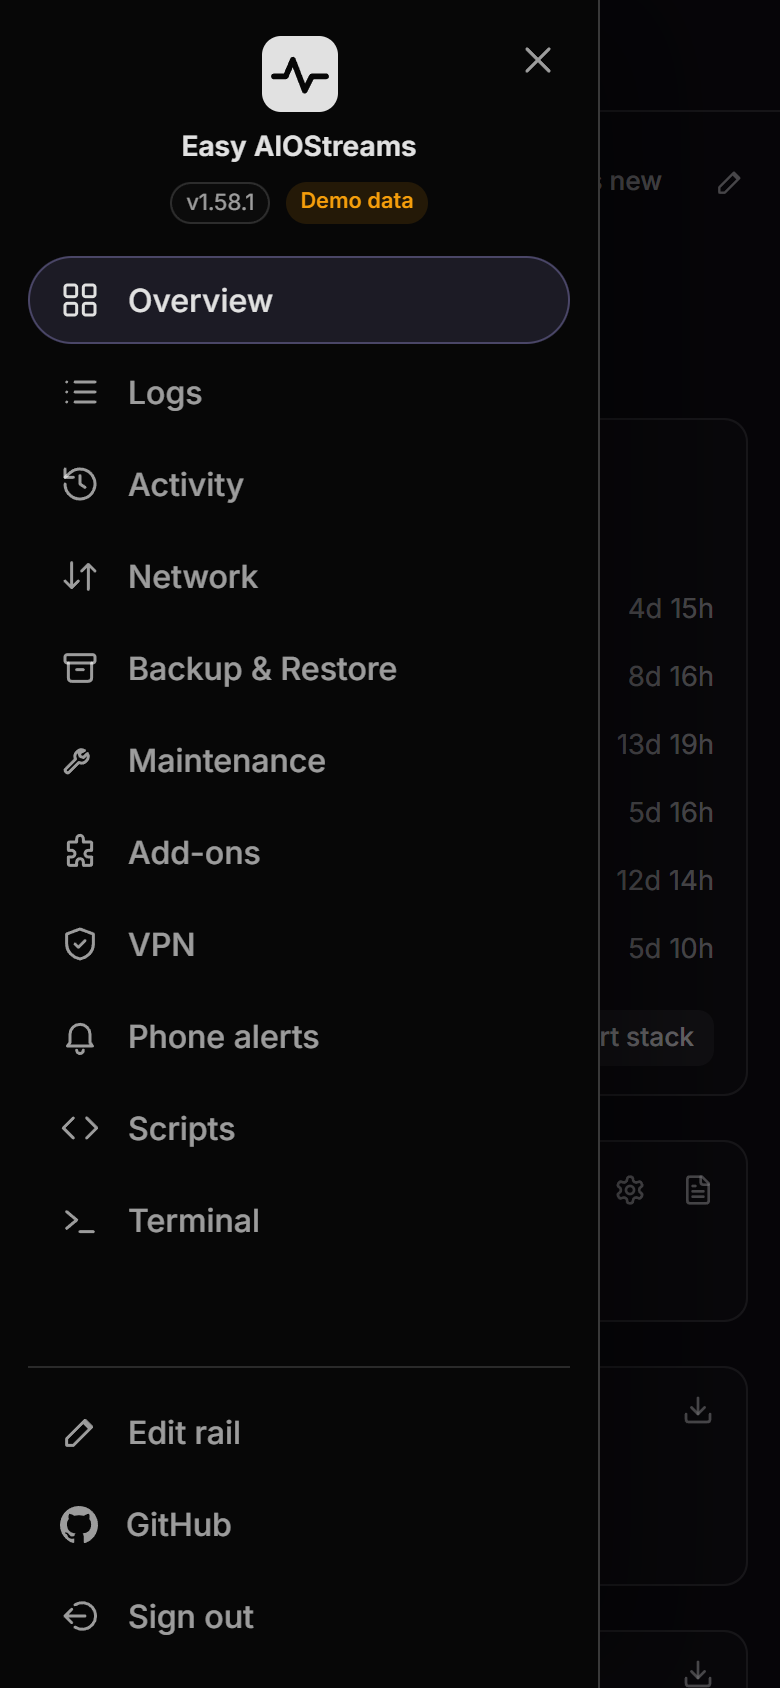 Easy AIOStreams
v1.58.1 Demo data
new
Overview
Logs
Activity
Network
Backup & Restore
Maintenance
Add-ons
VPN
Phone alerts
Scripts
Terminal
4d 15h
8d 16h
13d 19h
5d 16h
12d 14h
5d 10h
rt stack
Edit rail
GitHub
Sign out